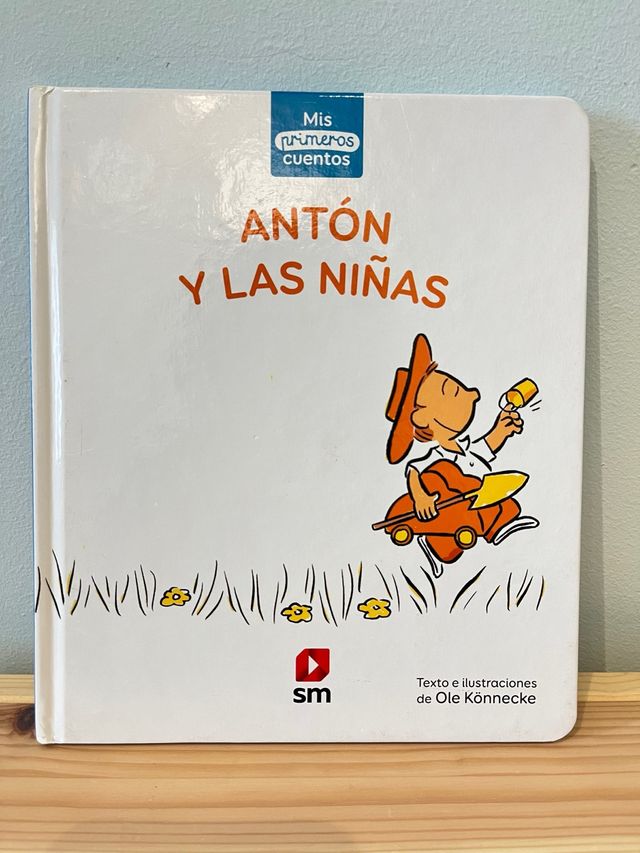 Mis
primeros
cuentos
ANTÓN
Y LAS NIÑAS
sm
Texto e ilustraciones
de Ole Könnecke